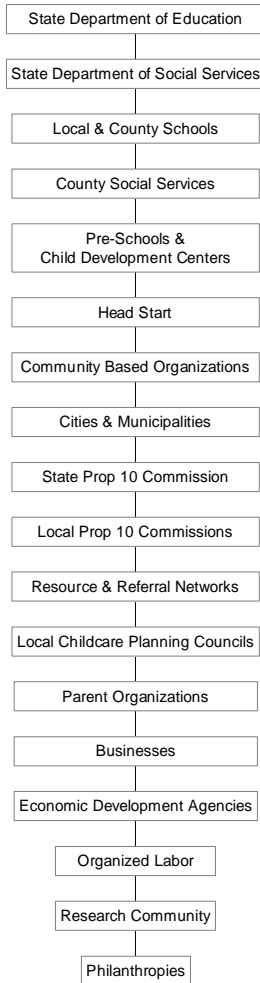 State Department of Education
State Department of Social Services
Local & County Schools
County Social Services
Pre-Schools &
Child Development Centers
Head Start
Community Based Organizations
Cities & Municipalities
State Prop 10 Commission
Local Prop 10 Commissions
Resource & Referral Networks
Local Childcare Planning Councils
Parent Organizations
Businesses
Economic Development Agencies
Organized Labor
Research Community
Philanthropies